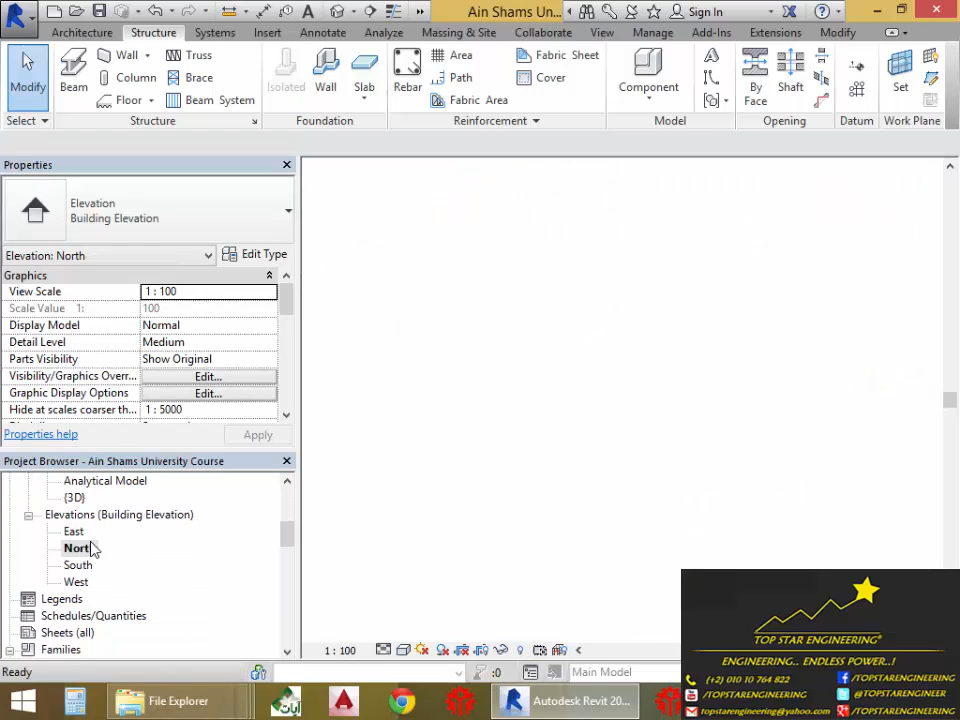 Ain Shams Un...
Sign In
Architecture Structure Systems Insert Annotate Analyze Massing & Site Collaborate View Manage Add-Ins Extensions Modify
Modify
Beam
Wall
Column
Floor
Truss
Brace
Beam System
Isolated
Wall
Slab
Rebar
Area
Path
Fabric Area
Fabric Sheet
Cover
Component
By Face
Shaft
Set
Select Structure Foundation Reinforcement Model Opening Datum Work Plane
Properties
Elevation
Building Elevation
Elevation: North Edit Type
Graphics
View Scale 1 : 100
Scale Value 1: 100
Display Model Normal
Detail Level Medium
Parts Visibility Show Original
Visibility/Graphics Overr... Edit...
Graphic Display Options Edit...
Hide at scales coarser th... 1 : 5000
Properties help Apply
Project Browser - Ain Shams University Course
Analytical Model
{3D}
Elevations (Building Elevation)
East
Nort
South
West
Legends
Schedules/Quantities
Sheets (all)
Families
1 : 100
Ready
:0
Main Model
File Explorer
Autodesk Revit 20...
TOP STAR ENGINEERING®
ENGINEERING.. ENDLESS POWER..!
(+2) 010 10 764 822 /TOPSTARENGINEERING
/TOPSTARENGINEERING @TOPSTARENGINEER
topstarengineering@yahoo.com /TOPSTARENGINEERING